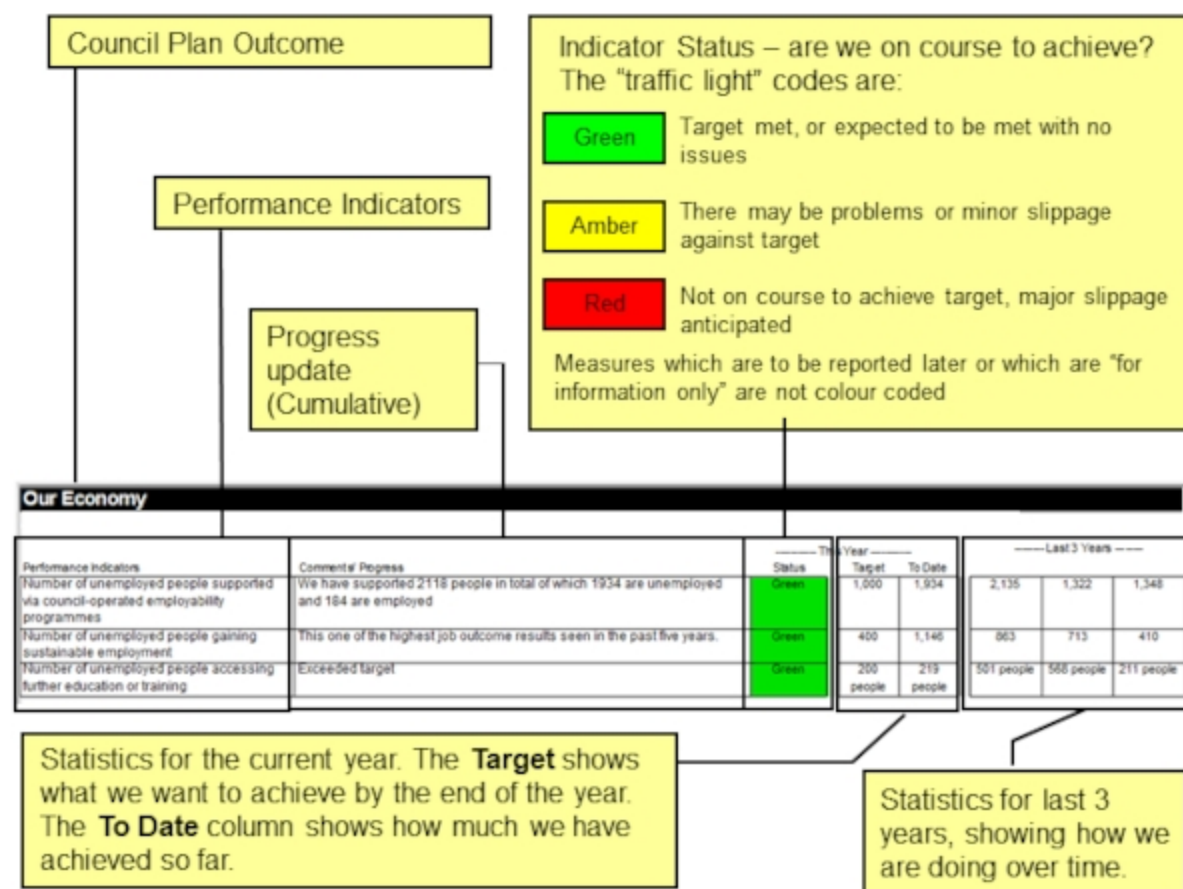 Council Plan Outcome
Indicator Status – are we on course to achieve?
The “traffic light” codes are:
Green
Target met, or expected to be met with no
issues
Performance Indicators
Amber
There may be problems or minor slippage
against target
Red
Not on course to achieve target, major slippage
anticipated
Progress
update
(Cumulative)
Measures which are to be reported later or which are “for
information only” are not colour coded
Our Economy
This Year
Last 3 Years
Performance Indicators
Comments/ Progress
Status
Target
To Date
Number of unemployed people supported
via council-operated employability
programmes
We have supported 2118 people in total of which 1934 are unemployed
and 184 are employed
Green
1,000
1,934
2,135
1,322
1,348
Number of unemployed people gaining
sustainable employment
This one of the highest job outcome results seen in the past five years.
Green
400
1,146
863
713
410
Number of unemployed people accessing
further education or training
Exceeded target
Green
200
people
219
people
501 people
568 people
211 people
Statistics for the current year. The Target shows
what we want to achieve by the end of the year.
The To Date column shows how much we have
achieved so far.
Statistics for last 3
years, showing how we
are doing over time.